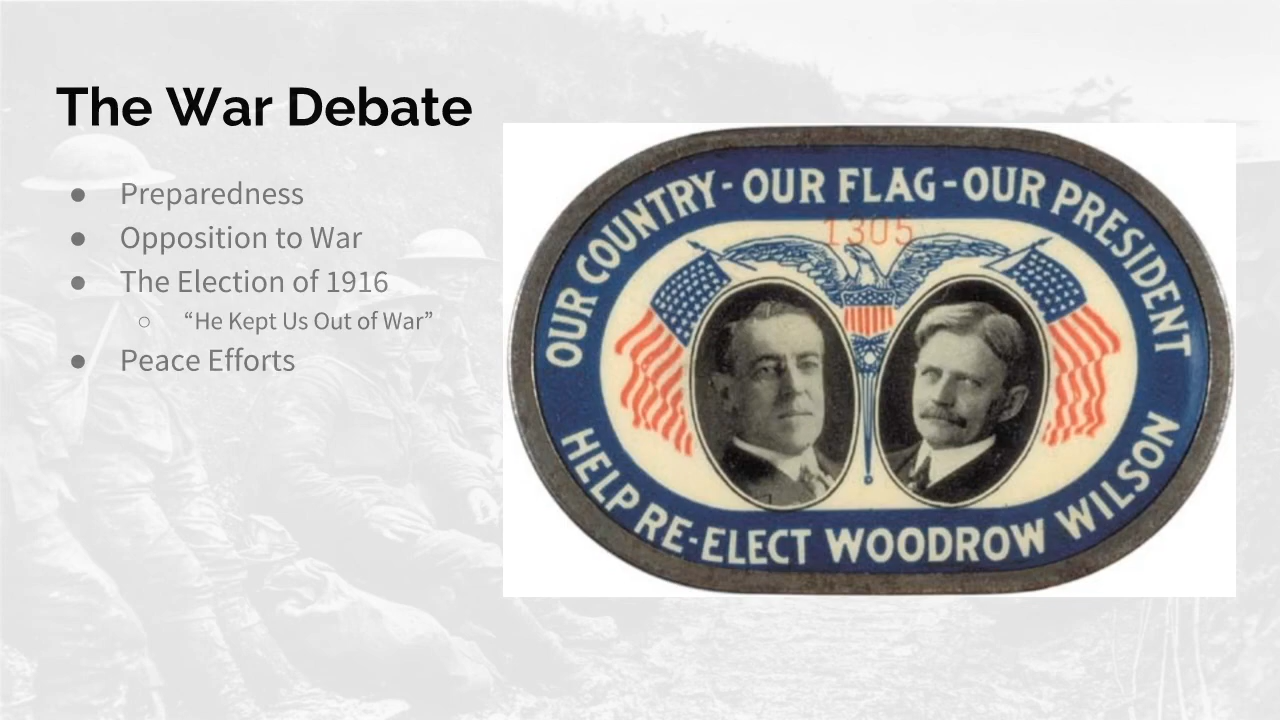 The War Debate
● Preparedness
● Opposition to War
● The Election of 1916
○ “He Kept Us Out of War”
● Peace Efforts
OUR COUNTRY - OUR FLAG - OUR PRESIDENT
1305
HELP RE-ELECT WOODROW WILSON